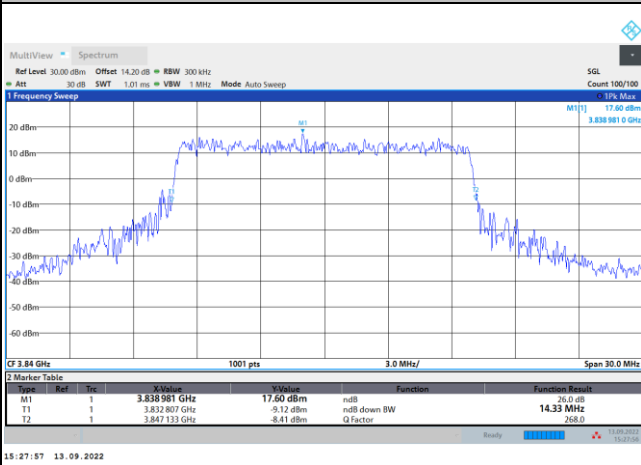 MultiView Spectrum
Ref Level 30.00 dBm Offset 14.20 dB RBW 300 kHz SGL
Att 30 dB SWT 1.01 ms VBW 1 MHz Mode Auto Sweep Count 100/100
1 Frequency Sweep 1Pk Max
M1[1] 17.60 dBm
3.838 981 0 GHz
M1
20 dBm
10 dBm
0 dBm
T1 T2
-10 dBm
-20 dBm
-30 dBm
-40 dBm
-50 dBm
-60 dBm
CF 3.84 GHz 1001 pts 3.0 MHz/ Span 30.0 MHz
2 Marker Table
Type Ref Trc X-Value Y-Value Function Function Result
M1 1 3.838 981 GHz 17.60 dBm ndB 26.0 dB
T1 1 3.832 807 GHz -9.12 dBm ndB down BW 14.33 MHz
T2 1 3.847 133 GHz -8.41 dBm Q Factor 268.0
Ready 13.09.2022
15:27:56
15:27:57 13.09.2022